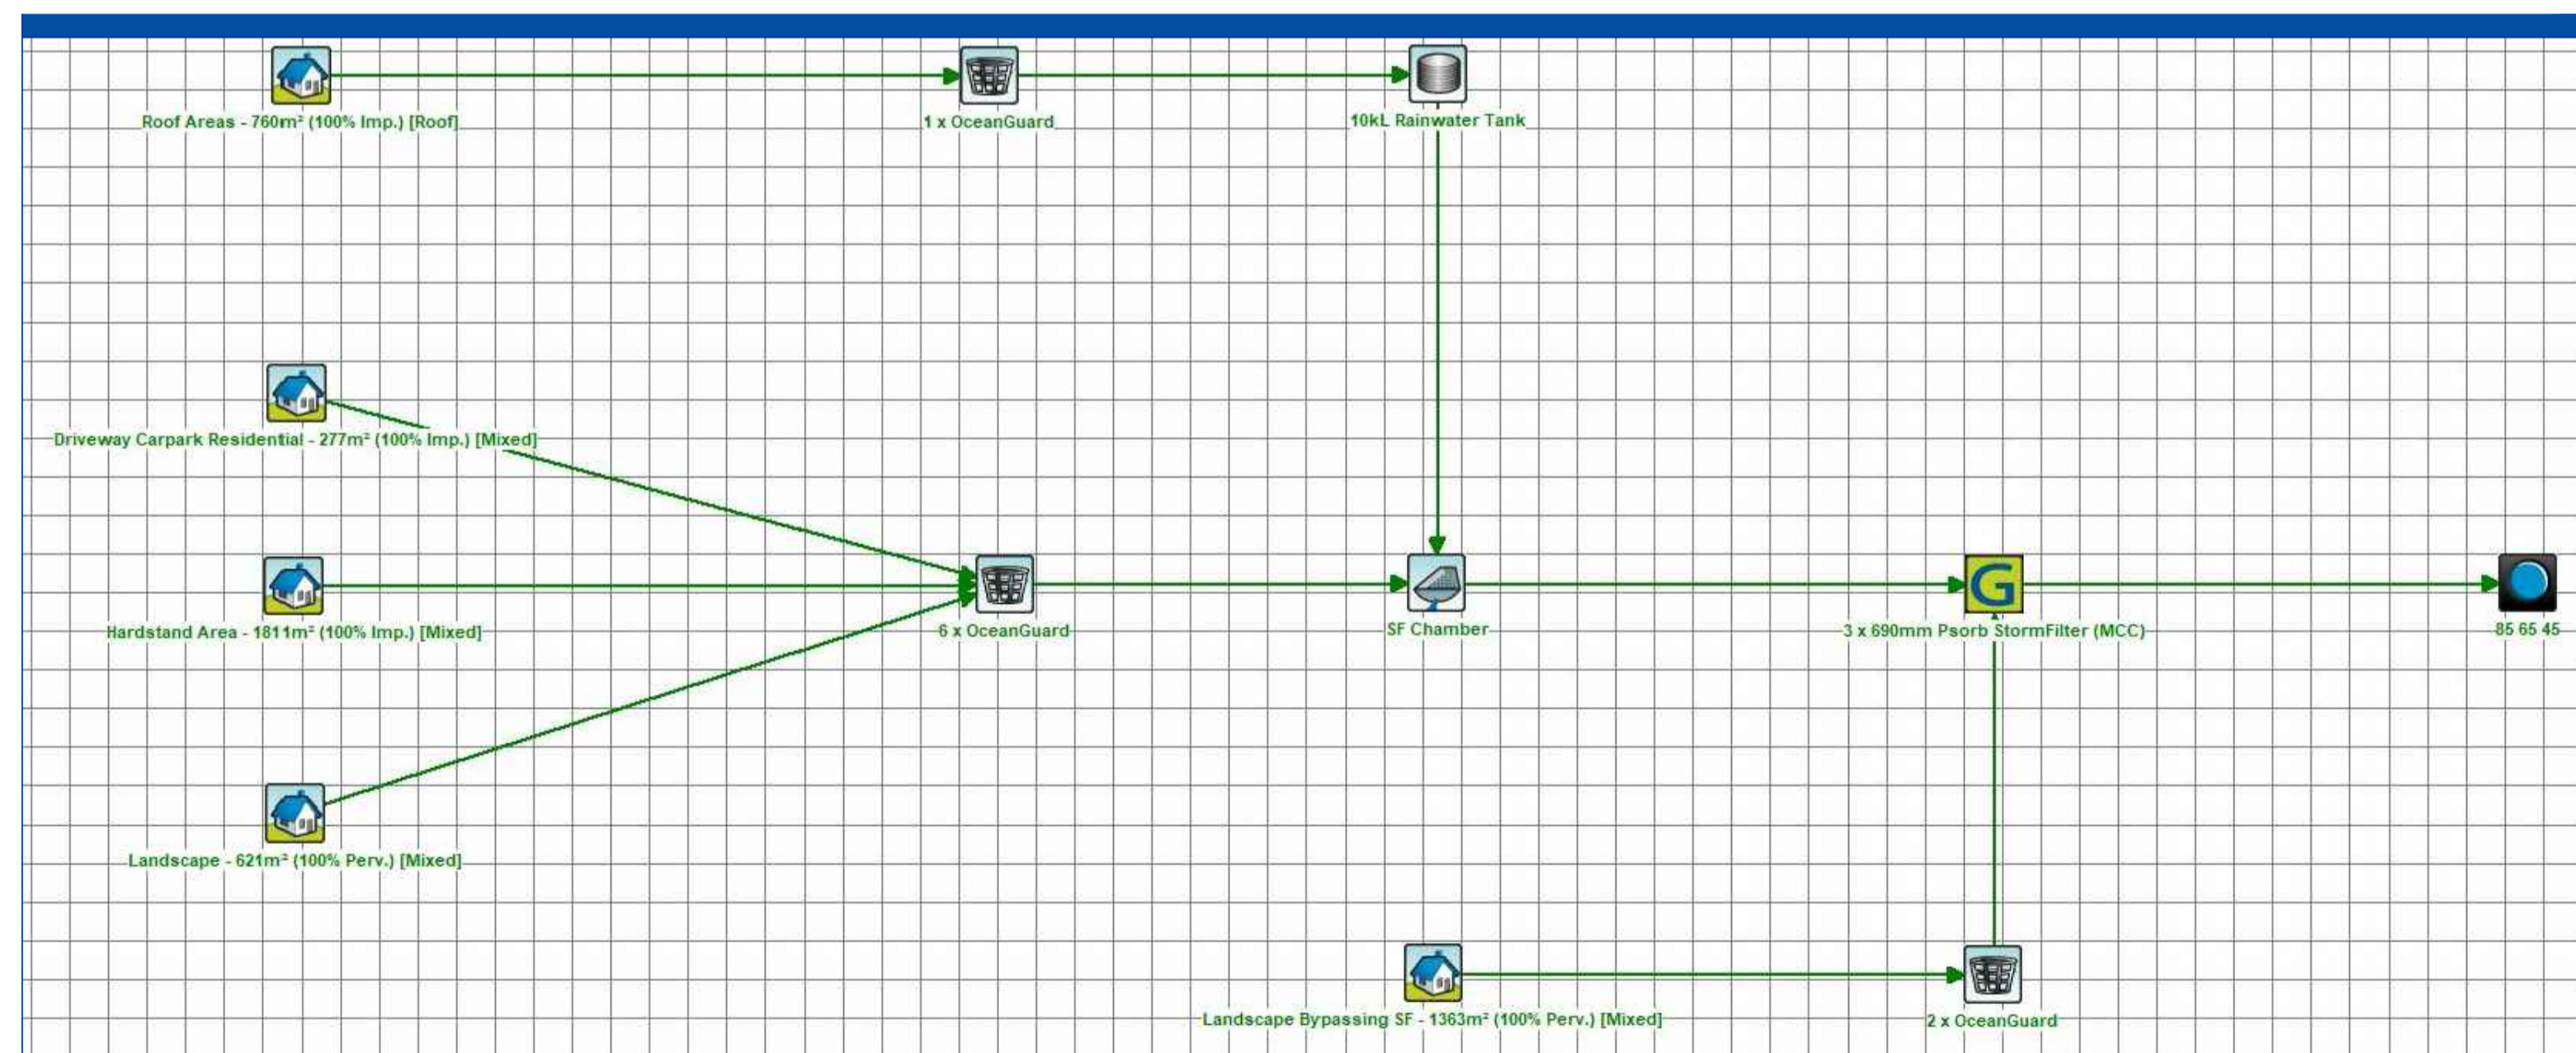 Roof Areas - 760m² (100% Imp.) [Roof]
1 x OceanGuard
10kL Rainwater Tank
Driveway Carpark Residential - 277m² (100% Imp.) [Mixed]
Hardstand Area - 1811m² (100% Imp.) [Mixed]
6 x OceanGuard
SF Chamber
G
3 x 690mm Psorb StormFilter (MCC)
85 65 45
Landscape - 621m² (100% Perv.) [Mixed]
Landscape Bypassing SF - 1363m² (100% Perv.) [Mixed]
2 x OceanGuard